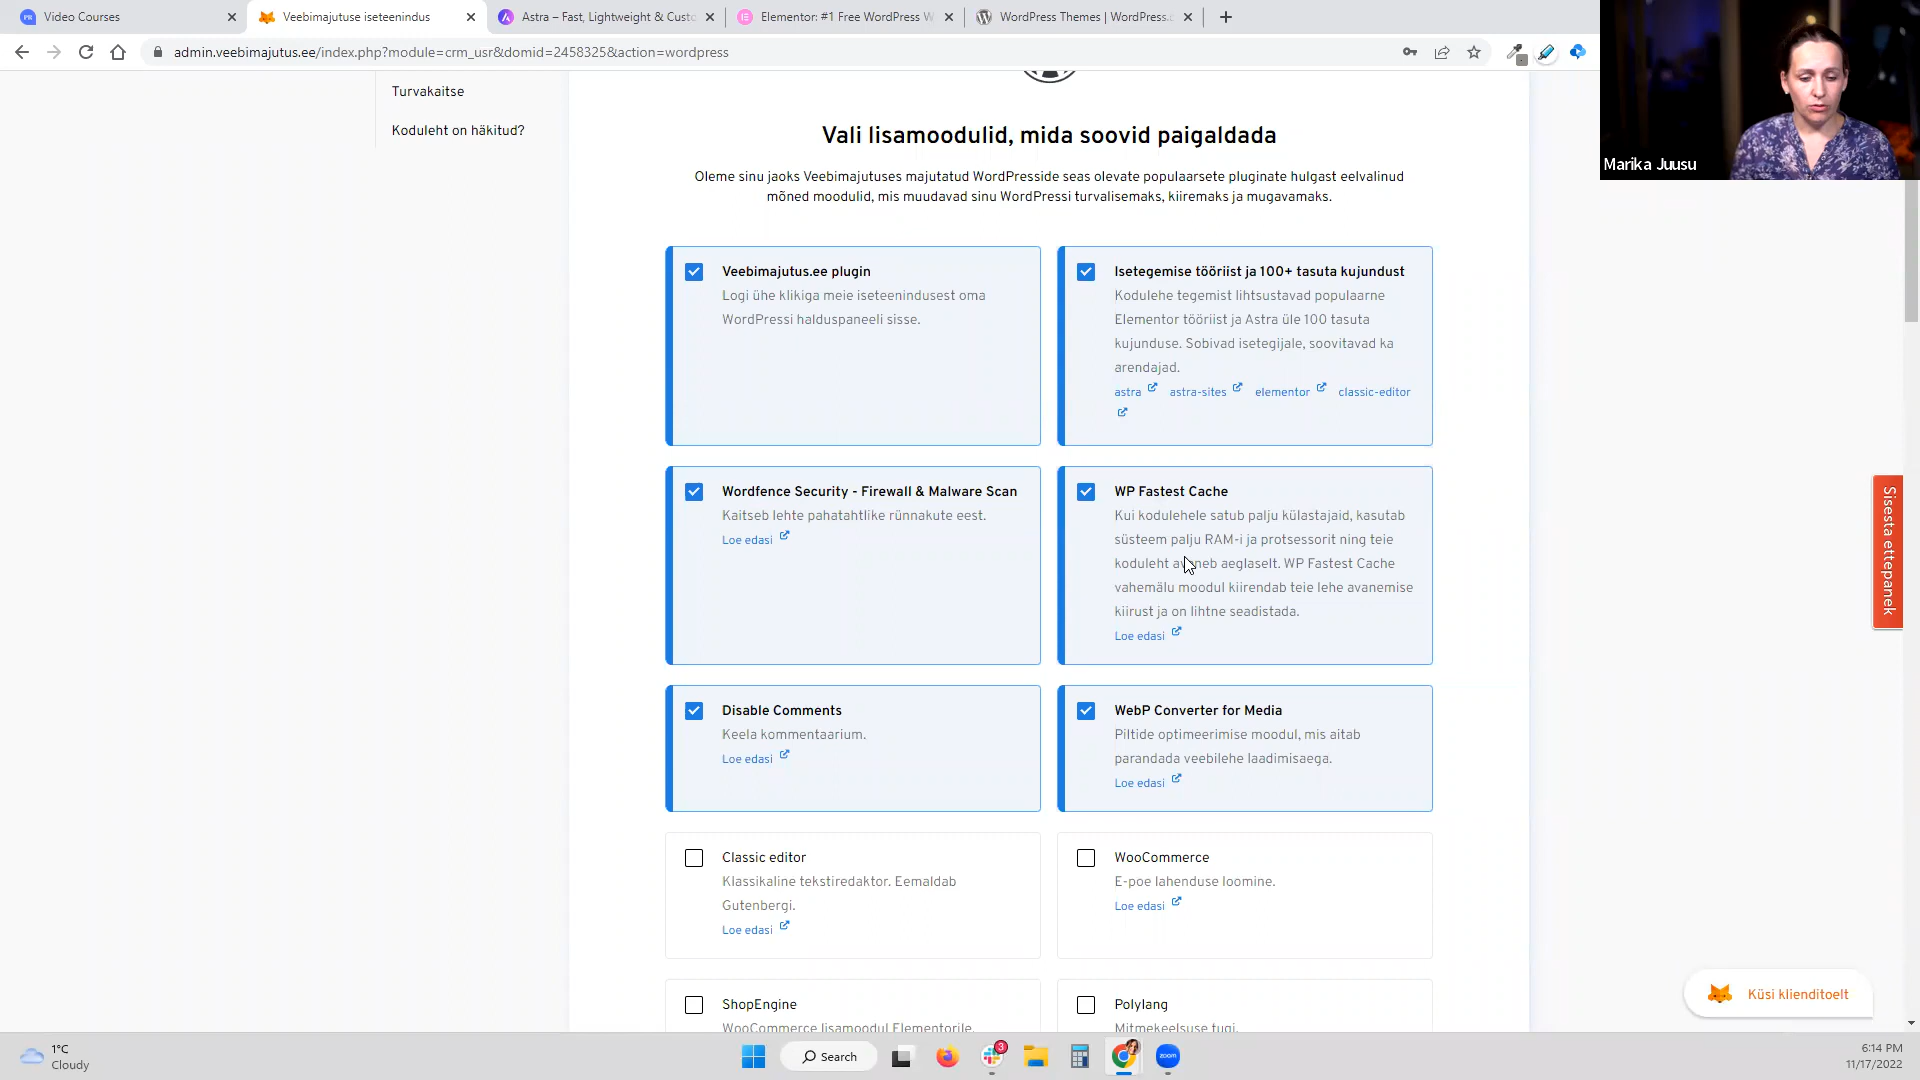 Video Courses
Veebimajutuse iseteenindus
Astra – Fast, Lightweight & Custo
Elementor: #1 Free WordPress W
WordPress Themes | WordPress.
admin.veebimajutus.ee/index.php?module=crm_usr&domid=2458325&action=wordpress
Marika Juusu
Turvakaitse
Koduleht on häkitud?
Vali lisamoodulid, mida soovid paigaldada
Oleme sinu jaoks Veebimajutuses majutatud WordPresside seas olevate populaarsete pluginate hulgast eelvalinud
mõned moodulid, mis muudavad sinu WordPressi turvalisemaks, kiiremaks ja mugavamaks.
Veebimajutus.ee plugin
Logi ühe klikiga meie iseteenindusest oma
WordPressi halduspaneeli sisse.
Isetegemise tööriist ja 100+ tasuta kujundust
Kodulehe tegemist lihtsustavad populaarne
Elementor tööriist ja Astra üle 100 tasuta
kujunduse. Sobivad isetegijale, soovitavad ka
arendajad.
astra astra-sites elementor classic-editor
Wordfence Security - Firewall & Malware Scan
Kaitseb lehte pahatahtlike rünnakute eest.
Loe edasi
WP Fastest Cache
Kui kodulehele satub palju külastajaid, kasutab
süsteem palju RAM-i ja protsessorit ning teie
koduleht avaneb aeglaselt. WP Fastest Cache
vahemälu moodul kiirendab teie lehe avanemise
kiirust ja on lihtne seadistada.
Loe edasi
Disable Comments
Keela kommentaarium.
Loe edasi
WebP Converter for Media
Piltide optimeerimise moodul, mis aitab
parandada veebilehe laadimisaega.
Loe edasi
Classic editor
Klassikaline tekstiredaktor. Eemaldab
Gutenbergi.
Loe edasi
WooCommerce
E-poe lahenduse loomine.
Loe edasi
ShopEngine
WooCommerce lisamoodul Elementorile.
Polylang
Mitmekeelsuse tugi.
Sisesta ettepanek
Küsi klienditoelt
1°C
Cloudy
Search
3
zoom
6:14 PM
11/17/2022